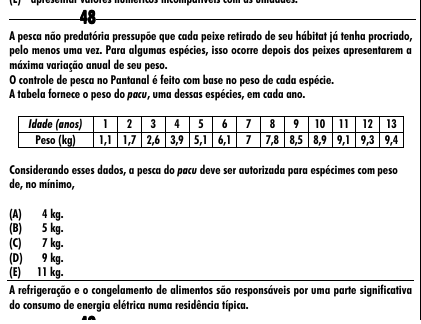 (E) apresentar valores numéricos incompatíveis com as unidades.
48
A pesca não predatória pressupõe que cada peixe retirado de seu hábitat já tenha procriado,
pelo menos uma vez. Para algumas espécies, isso ocorre depois dos peixes apresentarem a
máxima variação anual de seu peso.
O controle de pesca no Pantanal é feito com base no peso de cada espécie.
A tabela fornece o peso do pacu, uma dessas espécies, em cada ano.
Idade (anos) 1 2 3 4 5 6 7 8 9 10 11 12 13
Peso (kg) 1,1 1,7 2,6 3,9 5,1 6,1 7 7,8 8,5 8,9 9,1 9,3 9,4
Considerando esses dados, a pesca do pacu deve ser autorizada para espécimes com peso
de, no mínimo,
(A) 4 kg.
(B) 5 kg.
(C) 7 kg.
(D) 9 kg.
(E) 11 kg.
A refrigeração e o congelamento de alimentos são responsáveis por uma parte significativa
do consumo de energia elétrica numa residência típica.